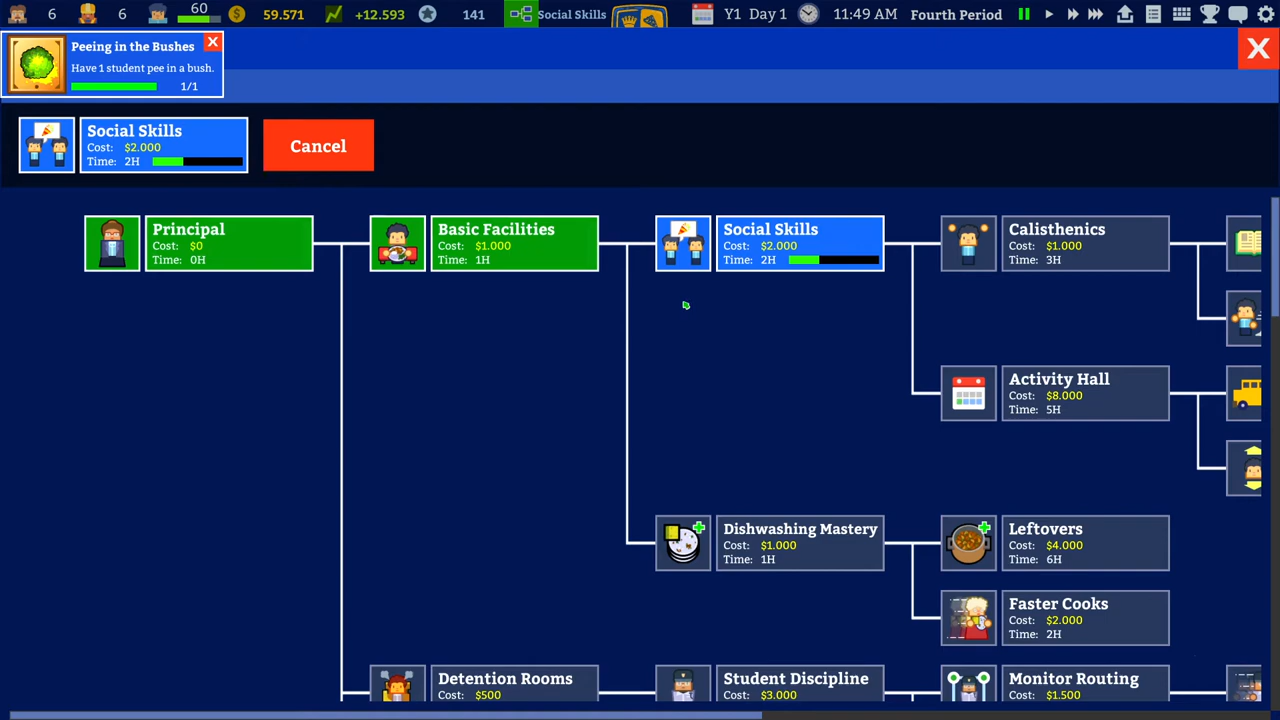 6 6 60 59.571 +12.593 141 Social Skills Y1 Day 1 11:49 AM Fourth Period
Peeing in the Bushes
Have 1 student pee in a bush.
1/1
Social Skills
Cost: $2.000
Time: 2H
Cancel
Principal
Cost: $0
Time: 0H
Basic Facilities
Cost: $1.000
Time: 1H
Social Skills
Cost: $2.000
Time: 2H
Calisthenics
Cost: $1.000
Time: 3H
Activity Hall
Cost: $8.000
Time: 5H
Dishwashing Mastery
Cost: $1.000
Time: 1H
Leftovers
Cost: $4.000
Time: 6H
Faster Cooks
Cost: $2.000
Time: 2H
Detention Rooms
Cost: $500
Student Discipline
Cost: $3.000
Monitor Routing
Cost: $1.500